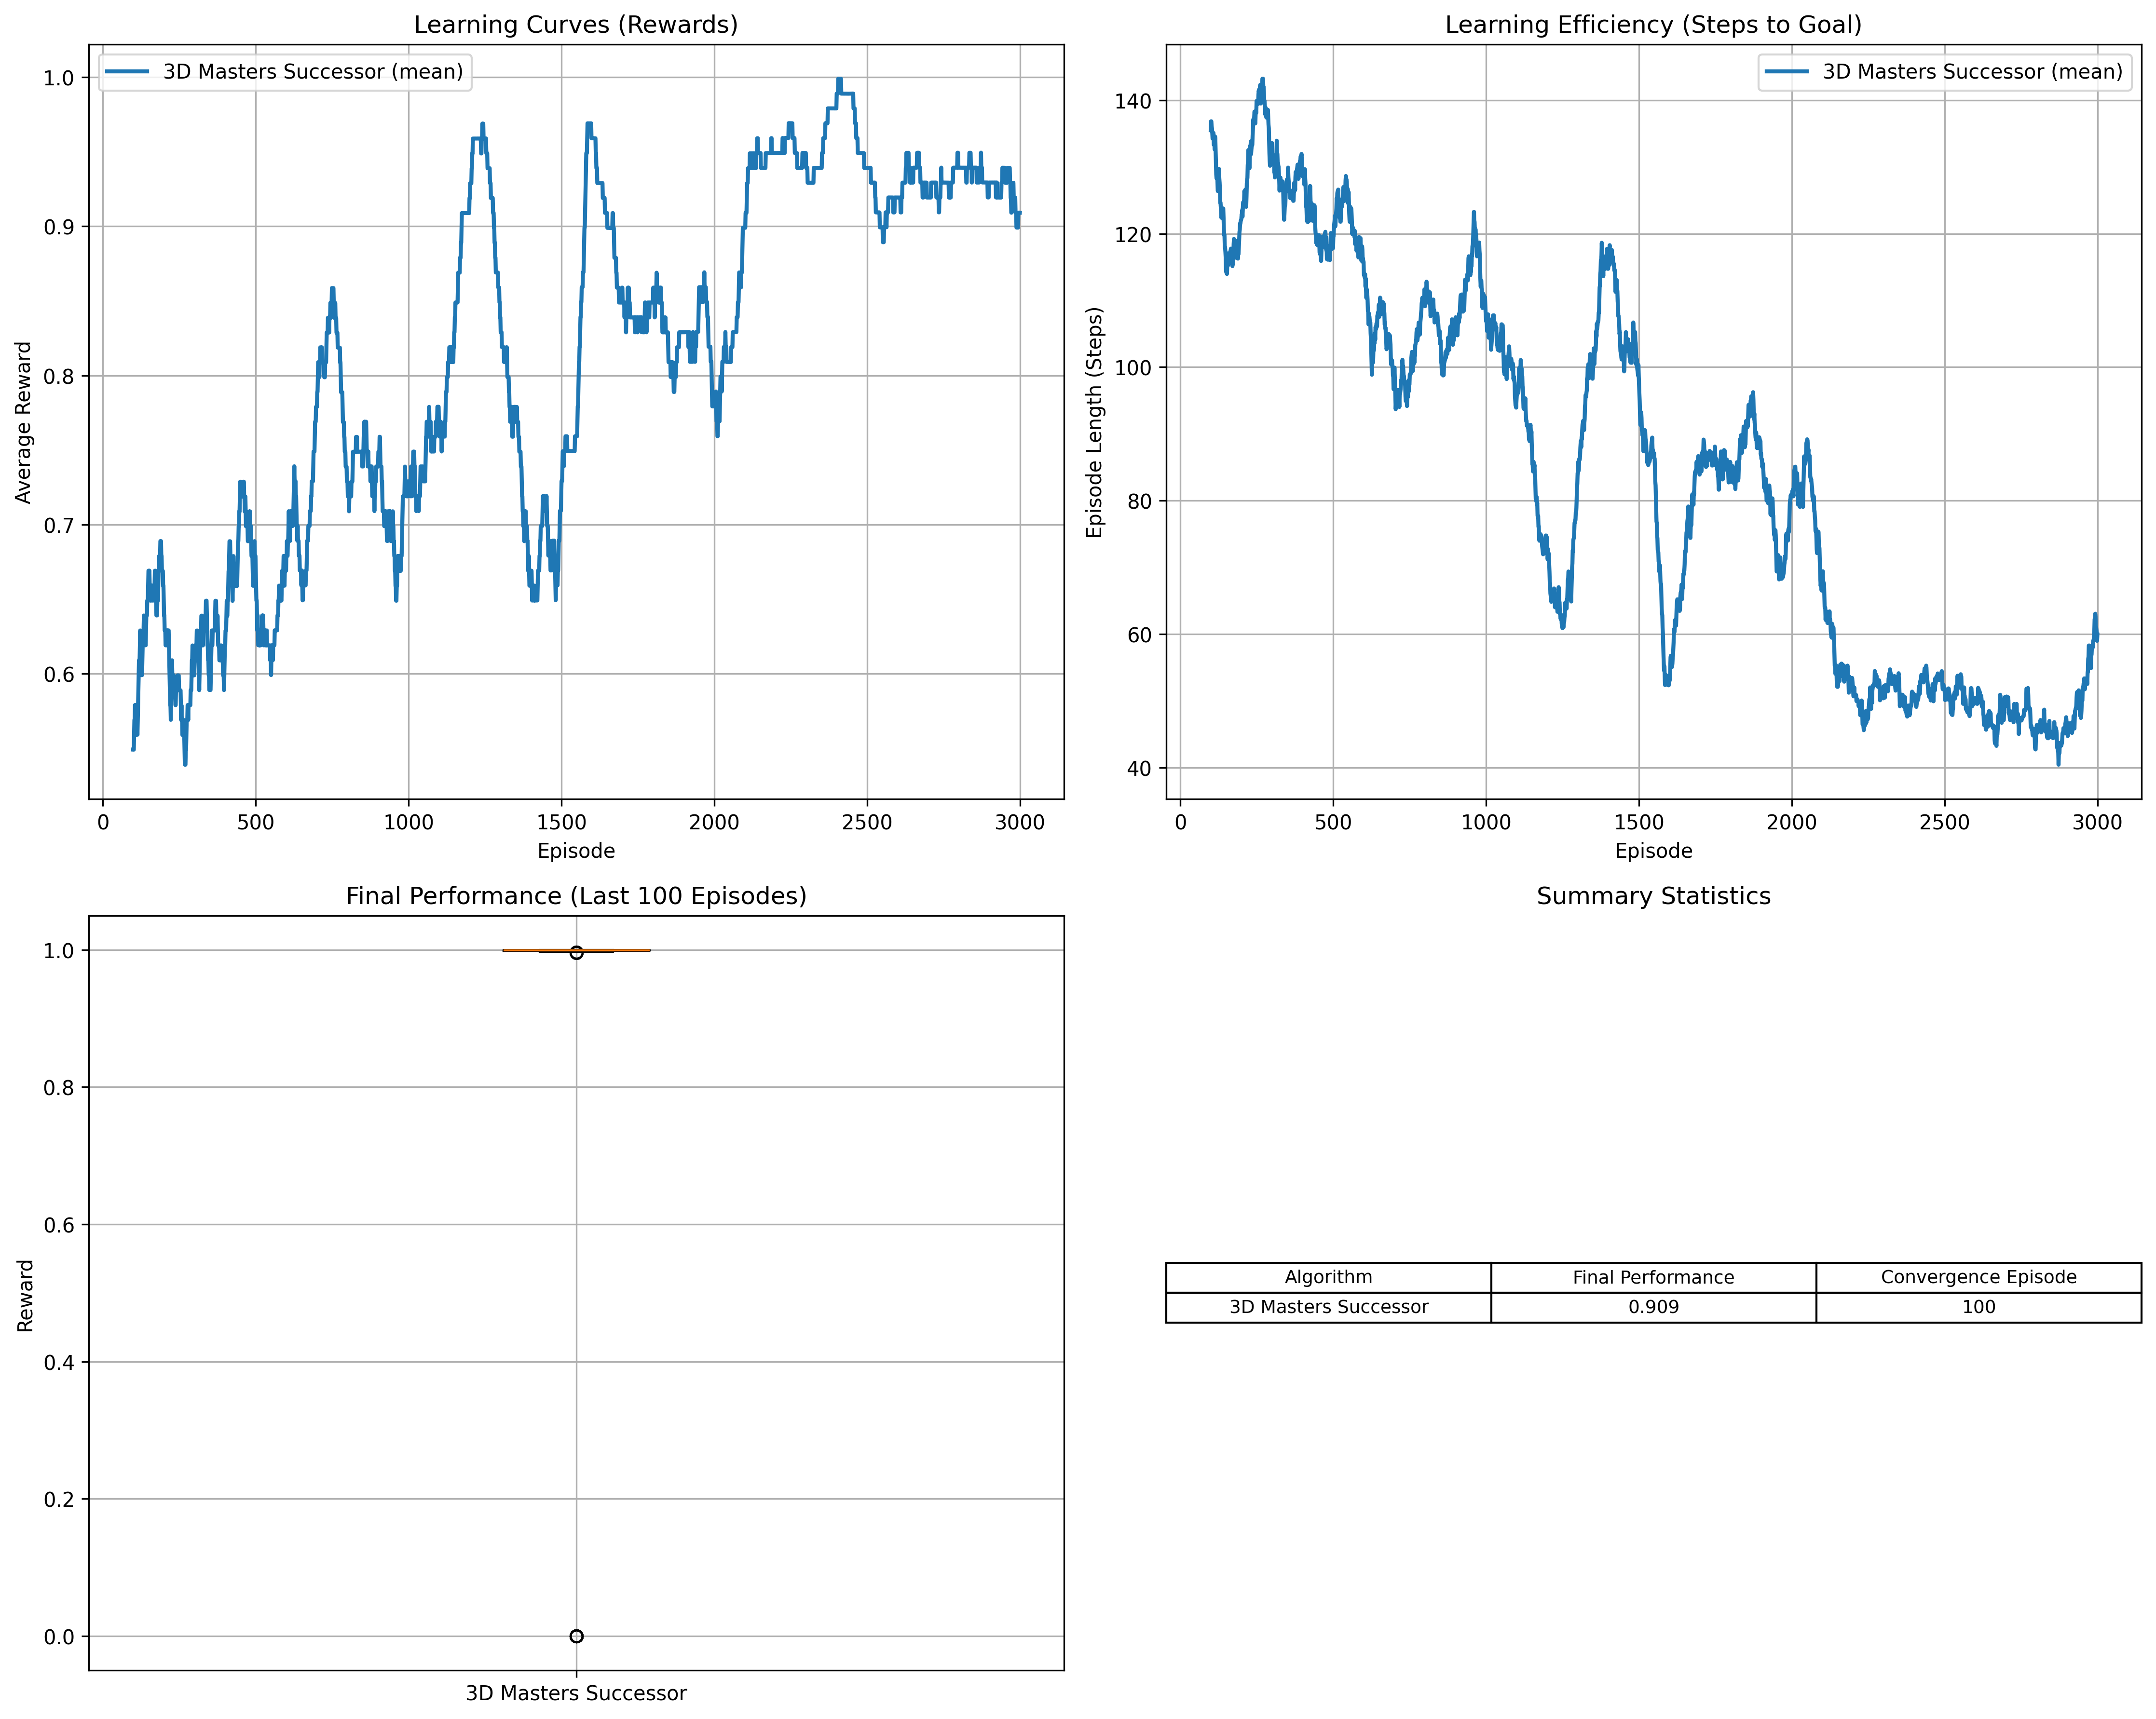 Learning Curves (Rewards)
3D Masters Successor (mean)
Average Reward
1.0
0.9
0.8
0.7
0.6
0 500 1000 1500 2000 2500 3000
Episode
Learning Efficiency (Steps to Goal)
3D Masters Successor (mean)
Episode Length (Steps)
140
120
100
80
60
40
0 500 1000 1500 2000 2500 3000
Episode
Final Performance (Last 100 Episodes)
Reward
1.0
0.8
0.6
0.4
0.2
0.0
3D Masters Successor
Summary Statistics
Algorithm Final Performance Convergence Episode
3D Masters Successor 0.909 100